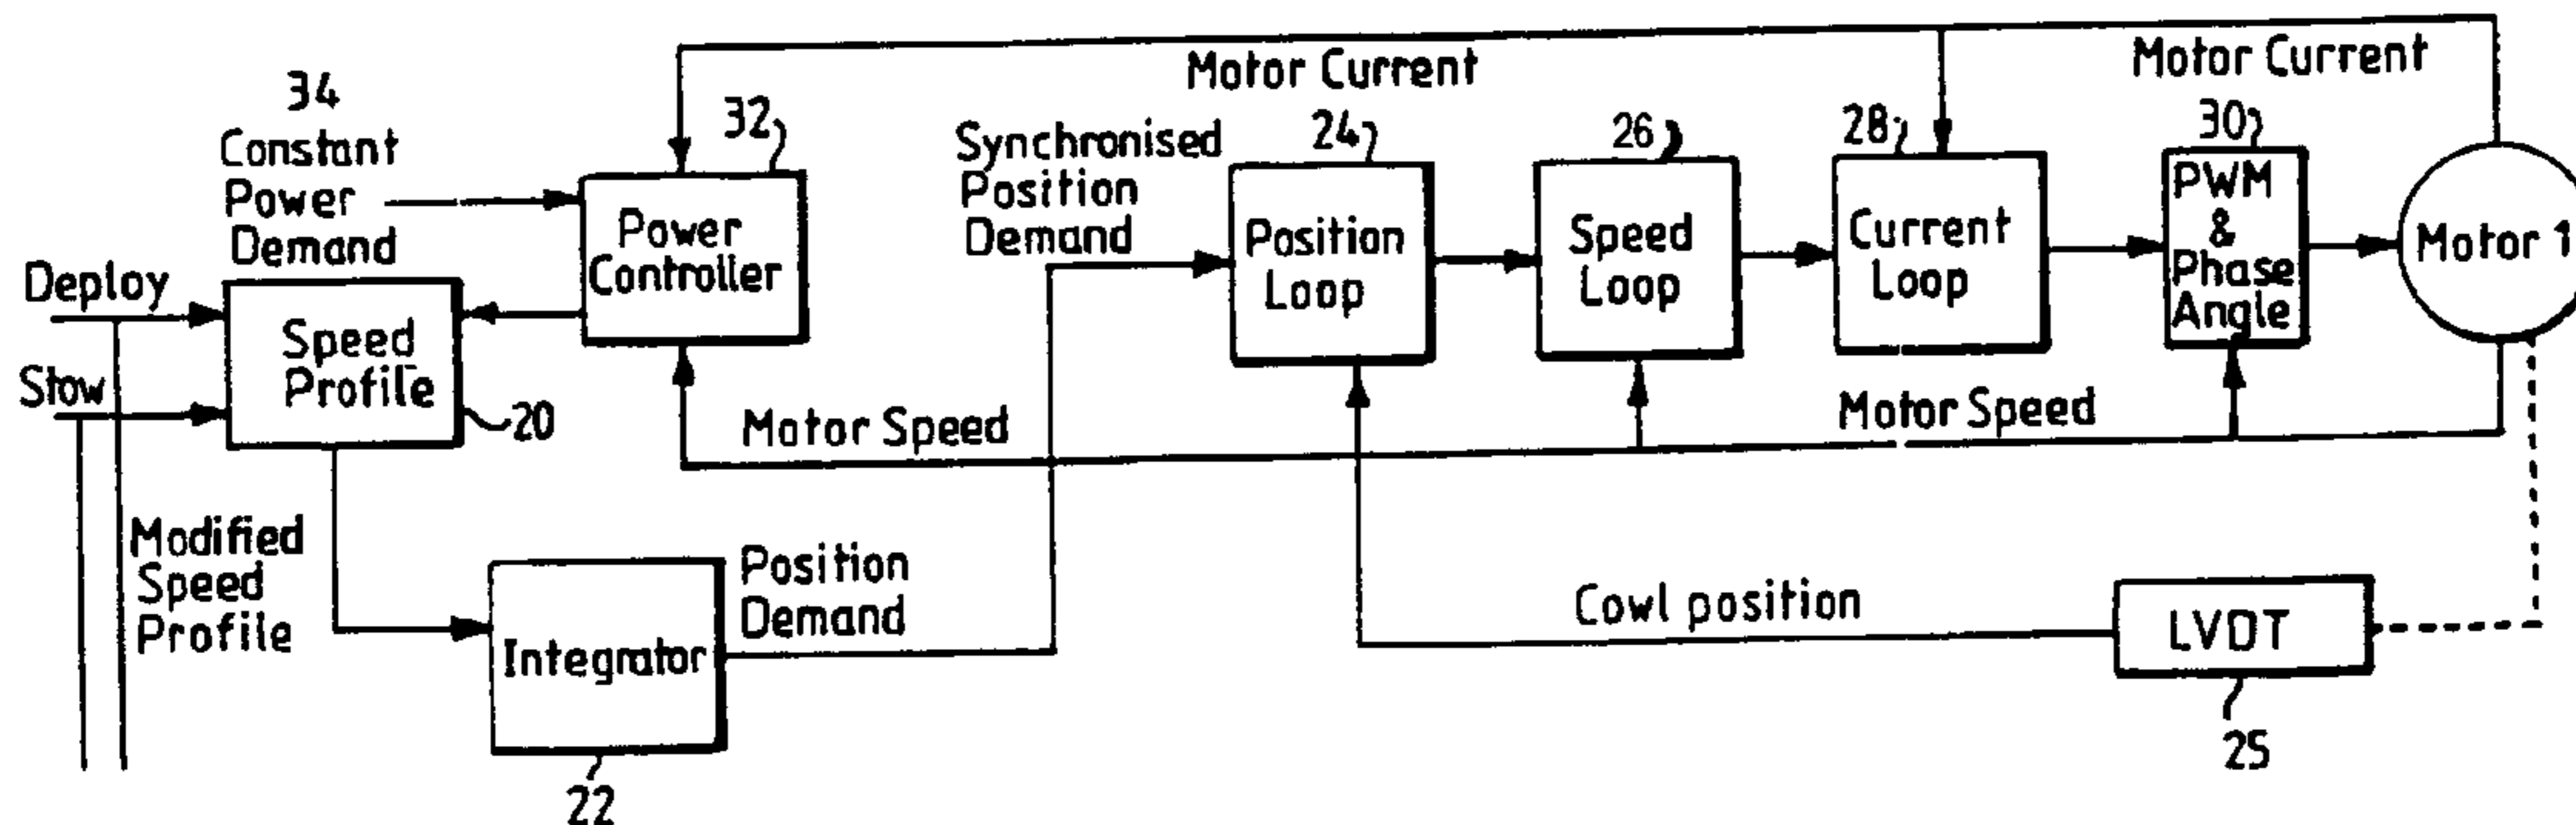 34
Constant
Power
Demand
Deploy
Stow
Speed
Profile
20
32
Power
Controller
Motor Current
Synchronised
Position
Demand
24
Position
Loop
26
Speed
Loop
28
Current
Loop
Motor Current
30
PWM
&
Phase
Angle
Motor 1
Motor Speed
Motor Speed
Modified
Speed
Profile
Integrator
22
Position
Demand
Cowl position
LVDT
25